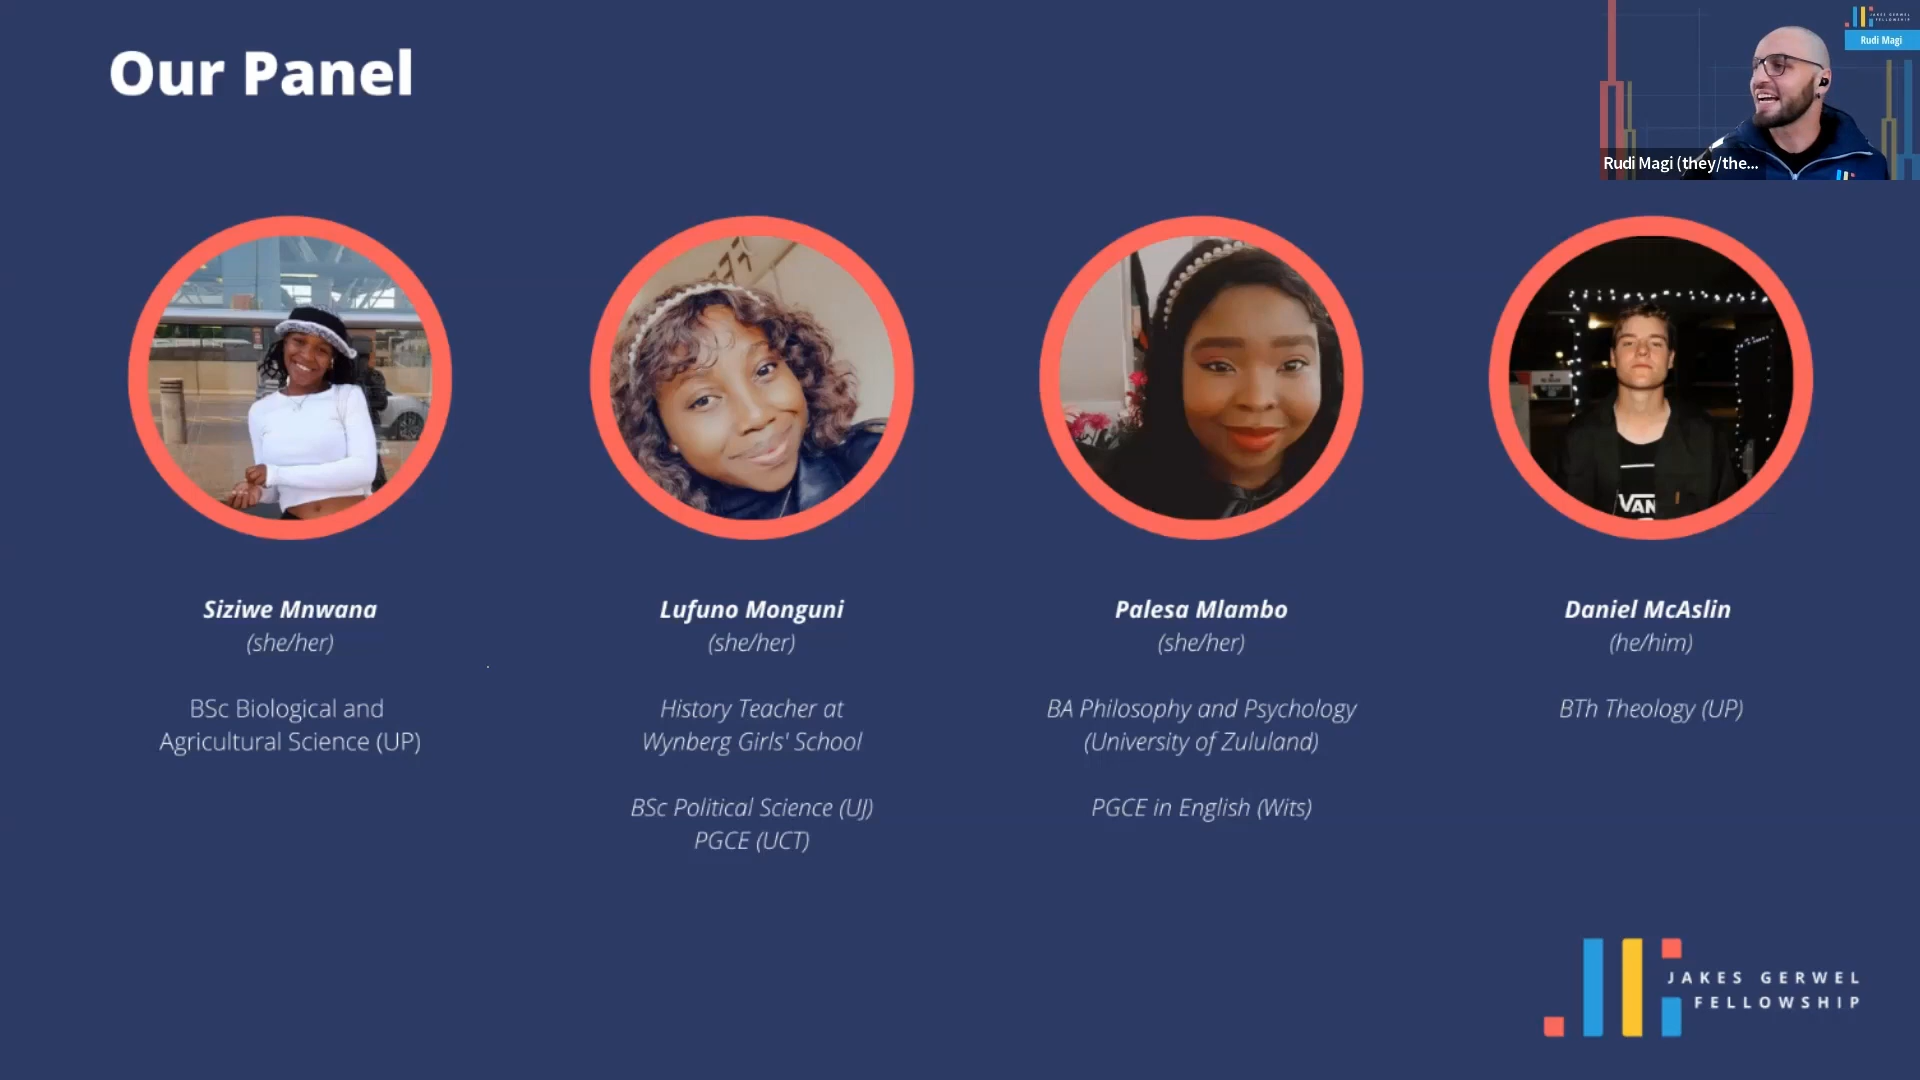 Our Panel
JAKES GERWEL
FELLOWSHIP
Rudi Magi
Rudi Magi (they/the...
VAN
Siziwe Mnwana
(she/her)
BSc Biological and
Agricultural Science (UP)
Lufuno Monguni
(she/her)
History Teacher at
Wynberg Girls' School
BSc Political Science (UJ)
PGCE (UCT)
Palesa Mlambo
(she/her)
BA Philosophy and Psychology
(University of Zululand)
PGCE in English (Wits)
Daniel McAslin
(he/him)
BTh Theology (UP)
JAKES GERWEL
FELLOWSHIP